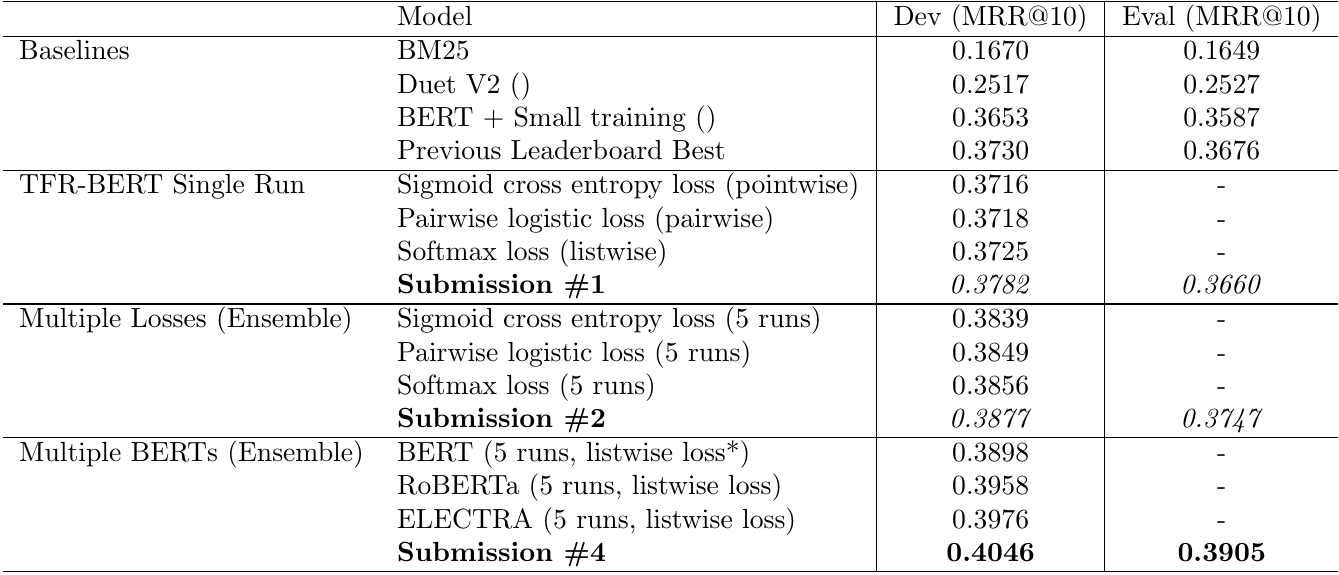 Model Dev (MRR@10) Eval (MRR@10)
Baselines BM25 0.1670 0.1649
Duet V2 () 0.2517 0.2527
BERT + Small training () 0.3653 0.3587
Previous Leaderboard Best 0.3730 0.3676
TFR-BERT Single Run Sigmoid cross entropy loss (pointwise) 0.3716 -
Pairwise logistic loss (pairwise) 0.3718 -
Softmax loss (listwise) 0.3725 -
Submission #1 0.3782 0.3660
Multiple Losses (Ensemble) Sigmoid cross entropy loss (5 runs) 0.3839 -
Pairwise logistic loss (5 runs) 0.3849 -
Softmax loss (5 runs) 0.3856 -
Submission #2 0.3877 0.3747
Multiple BERTs (Ensemble) BERT (5 runs, listwise loss*) 0.3898 -
RoBERTa (5 runs, listwise loss) 0.3958 -
ELECTRA (5 runs, listwise loss) 0.3976 -
Submission #4 0.4046 0.3905